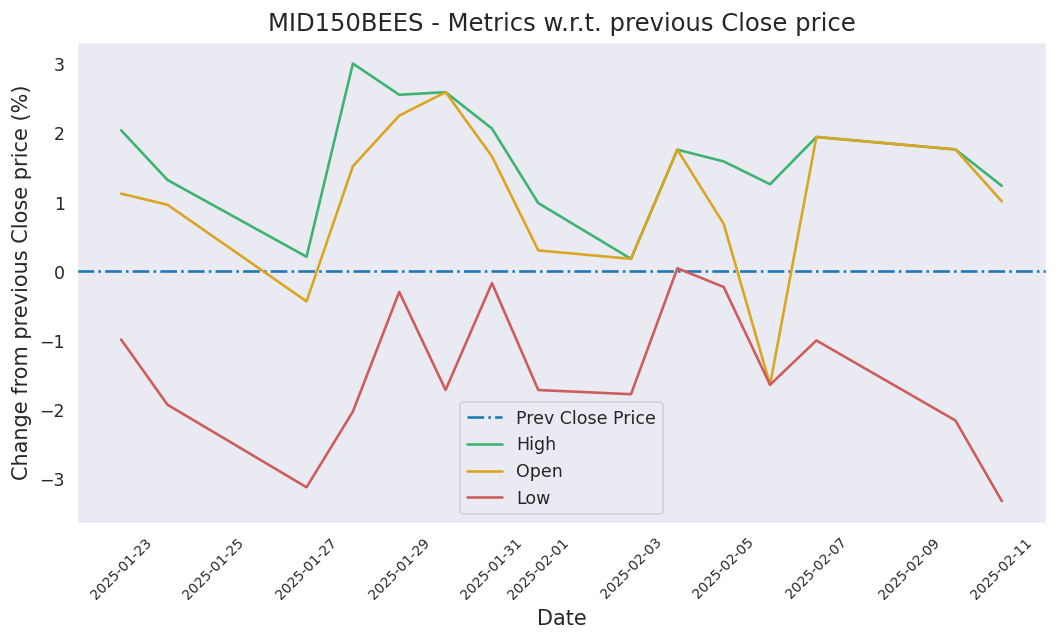 MID150BEES - Metrics w.r.t. previous Close price
Change from previous Close price (%)
3
2
1
0
−1
−2
−3
Prev Close Price
High
Open
Low
2025-01-23
2025-01-25
2025-01-27
2025-01-29
2025-01-31
2025-02-01
2025-02-03
2025-02-05
2025-02-07
2025-02-09
2025-02-11
Date